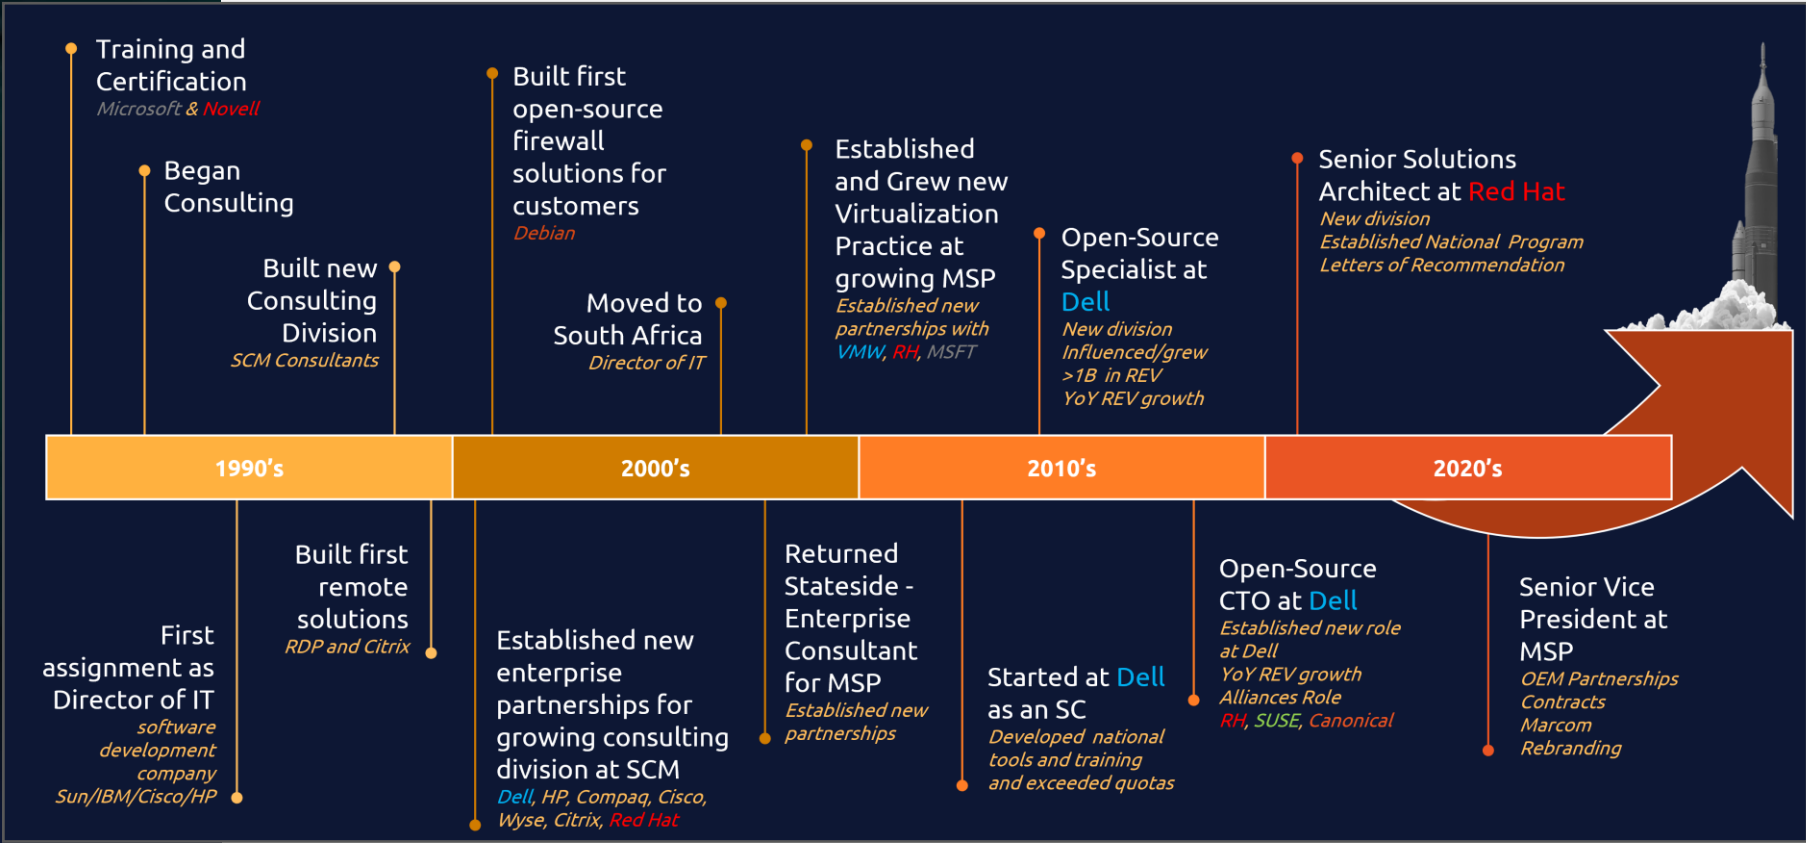 Training and
Certification
Microsoft & Novell
Began
Consulting
Built new
Consulting
Division
SCM Consultants
Built first
open-source
firewall
solutions for
customers
Debian
Moved to
South Africa
Director of IT
Established
and Grew new
Virtualization
Practice at
growing MSP
Established new
partnerships with
VMW, RH, MSFT
Open-Source
Specialist at
Dell
New division
Influenced/grew
>1B in REV
YoY REV growth
Senior Solutions
Architect at Red Hat
New division
Established National Program
Letters of Recommendation
1990's
2000's
2010's
2020's
First
assignment as
Director of IT
software
development
company
Sun/IBM/Cisco/HP
Built first
remote
solutions
RDP and Citrix
Established new
enterprise
partnerships for
growing consulting
division at SCM
Dell, HP, Compaq, Cisco,
Wyse, Citrix, Red Hat
Returned
Stateside -
Enterprise
Consultant
for MSP
Established new
partnerships
Started at Dell
as an SC
Developed national
tools and training
and exceeded quotas
Open-Source
CTO at Dell
Established new role
at Dell
YoY REV growth
Alliances Role
RH, SUSE, Canonical
Senior Vice
President at
MSP
OEM Partnerships
Contracts
Marcom
Rebranding